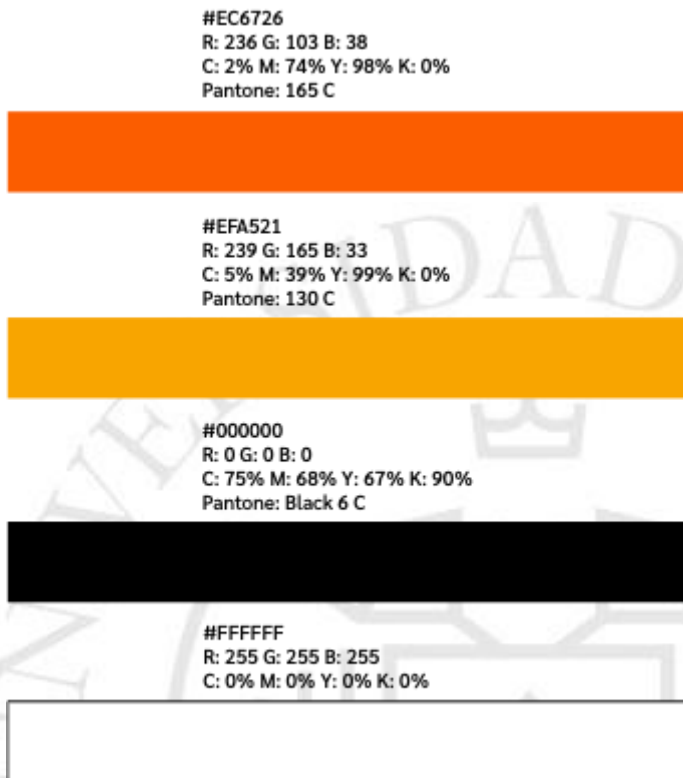 #EC6726
R: 236 G: 103 B: 38
C: 2% M: 74% Y: 98% K: 0%
Pantone: 165 C
#EFA521
R: 239 G: 165 B: 33
C: 5% M: 39% Y: 99% K: 0%
Pantone: 130 C
#000000
R: 0 G: 0 B: 0
C: 75% M: 68% Y: 67% K: 90%
Pantone: Black 6 C
#FFFFFF
R: 255 G: 255 B: 255
C: 0% M: 0% Y: 0% K: 0%